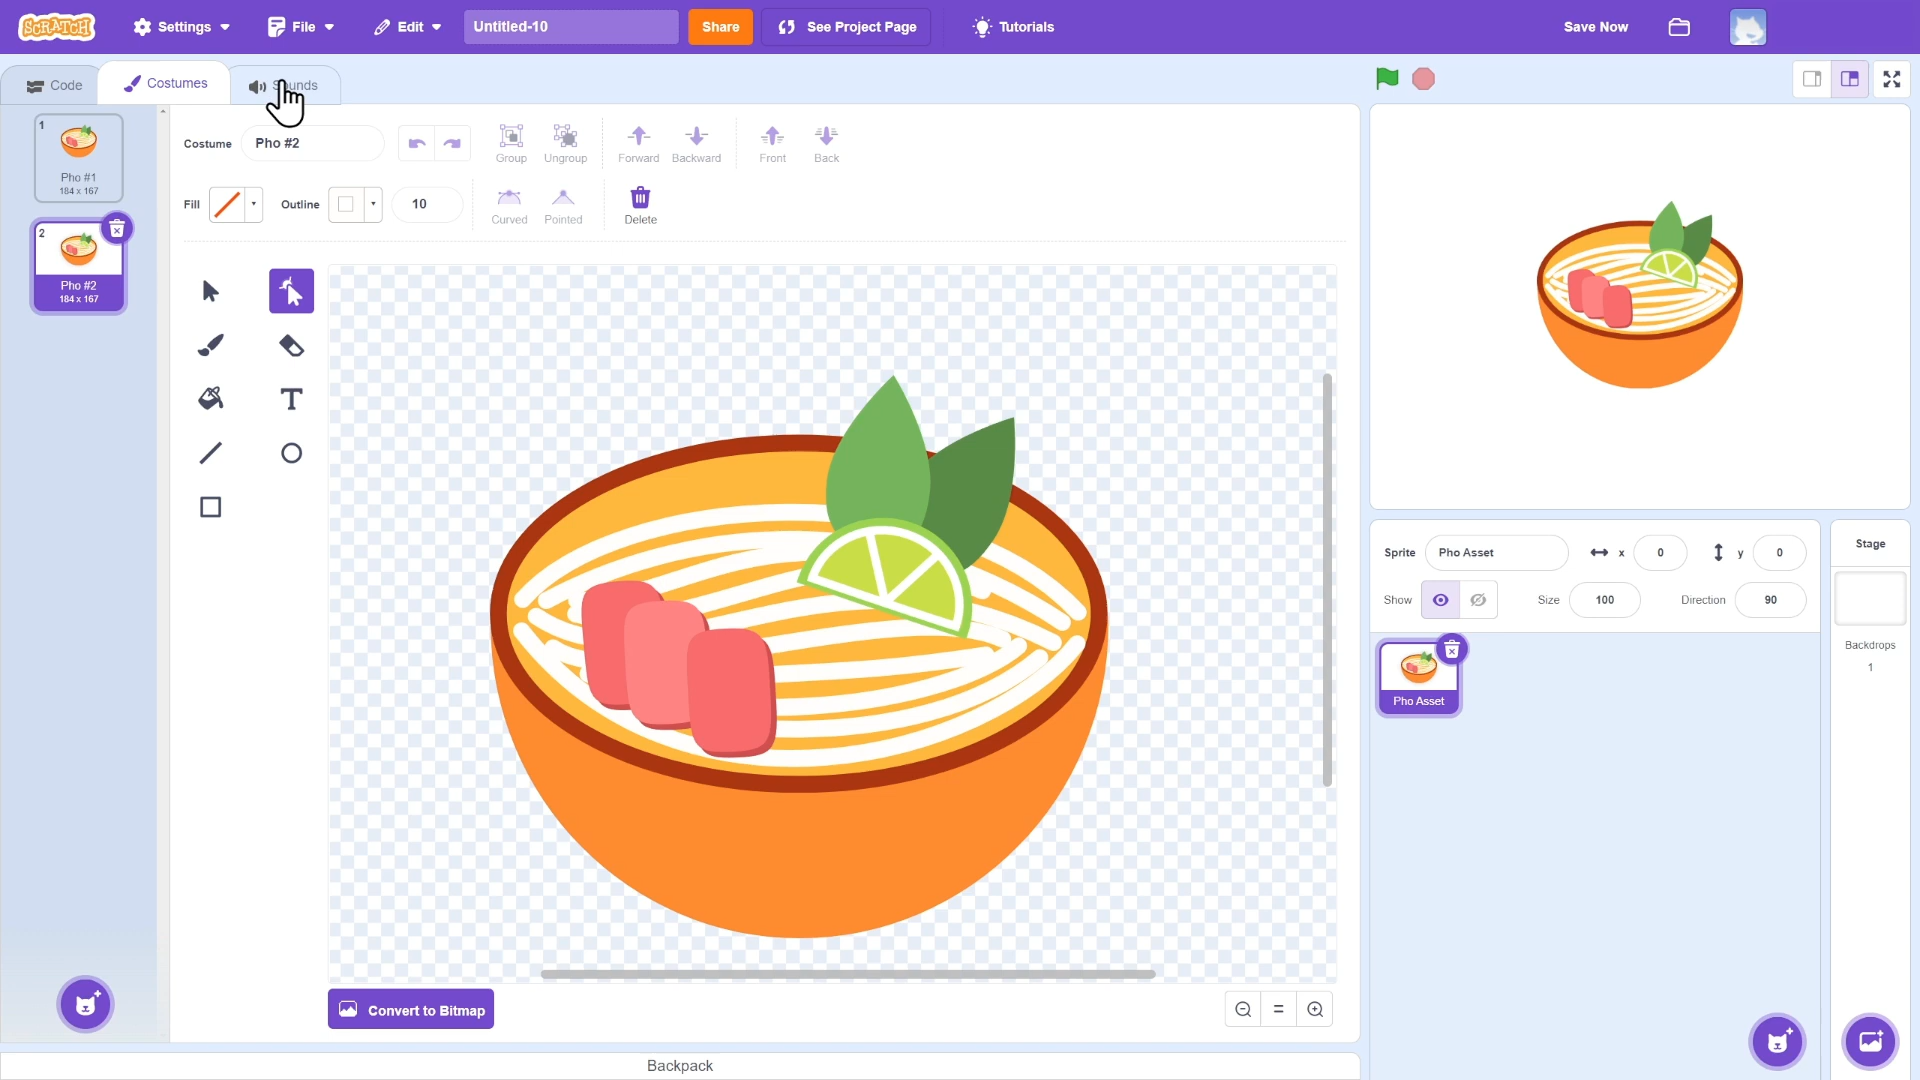 SCRATCH
Settings
File
Edit
Untitled-10
Share
See Project Page
Tutorials
Save Now
Code
Costumes
Sounds
1
Pho #1
184 x 167
2
Pho #2
184 x 167
Costume
Pho #2
Group
Ungroup
Forward
Backward
Front
Back
Fill
Outline
10
Curved
Pointed
Delete
T
Convert to Bitmap
Backpack
Sprite
Pho Asset
x
0
y
0
Show
Size
100
Direction
90
Pho Asset
Stage
Backdrops
1